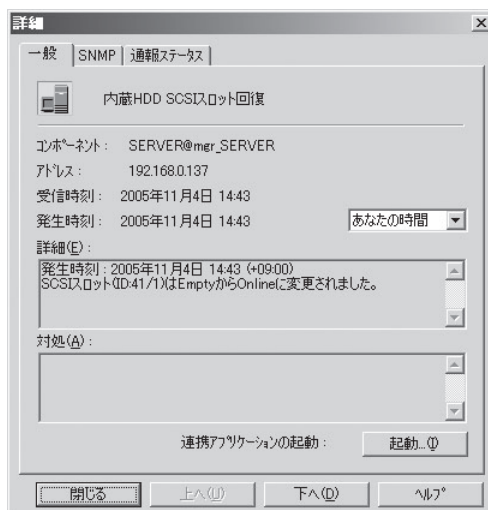 詳細
一般 SNMP 通報ステータス
内蔵HDD SCSIスロット回復
コンポーネント： SERVER@mgr_SERVER
アドレス： 192.168.0.137
受信時刻： 2005年11月4日 14:43
発生時刻： 2005年11月4日 14:43 あなたの時間
詳細(E)：
発生時刻：2005年11月4日 14:43 (+09:00)
SCSIスロット(ID:41/1)はEmptyからOnlineに変更されました。
対処(A)：
連携アプリケーションの起動： 起動...(I)
閉じる 上へ(U) 下へ(D) ヘルプ